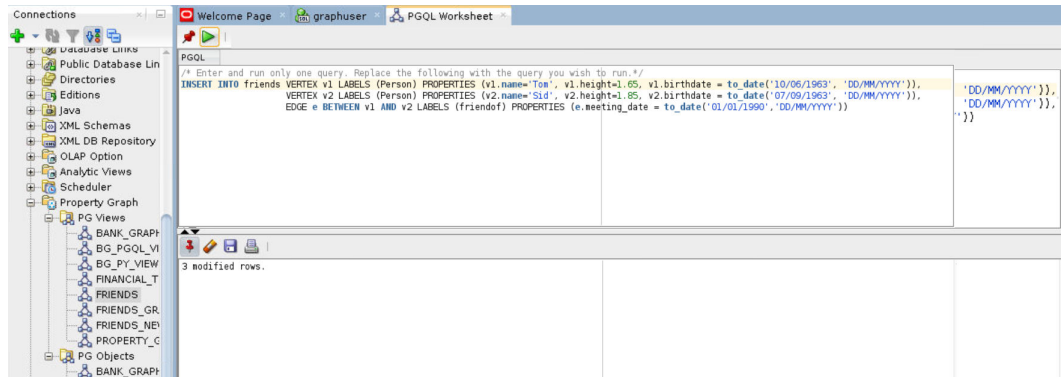 Connections
Welcome Page
graphuser
PGQL Worksheet
Database Links
Public Database Lin
Directories
Editions
Java
XML Schemas
XML DB Repository
OLAP Option
Analytic Views
Scheduler
Property Graph
PG Views
BANK_GRAPH
BG_PGQL_VI
BG_PY_VIEW
FINANCIAL_T
FRIENDS
FRIENDS_GR
FRIENDS_NEW
PROPERTY_G
PG Objects
BANK_GRAPH
PGQL
/* Enter and run only one query. Replace the following with the query you wish to run.*/
INSERT INTO friends VERTEX v1 LABELS (Person) PROPERTIES (v1.name='Tom', v1.height=1.65, v1.birthdate = to_date('10/06/1963', 'DD/MM/YYYY')),
VERTEX v2 LABELS (Person) PROPERTIES (v2.name='Sid', v2.height=1.85, v2.birthdate = to_date('07/09/1963', 'DD/MM/YYYY')),
EDGE e BETWEEN v1 AND v2 LABELS (friendof) PROPERTIES (e.meeting_date = to_date('01/01/1990','DD/MM/YYYY'))
'DD/MM/YYYY')),
'DD/MM/YYYY')),
'))
3 modified rows.